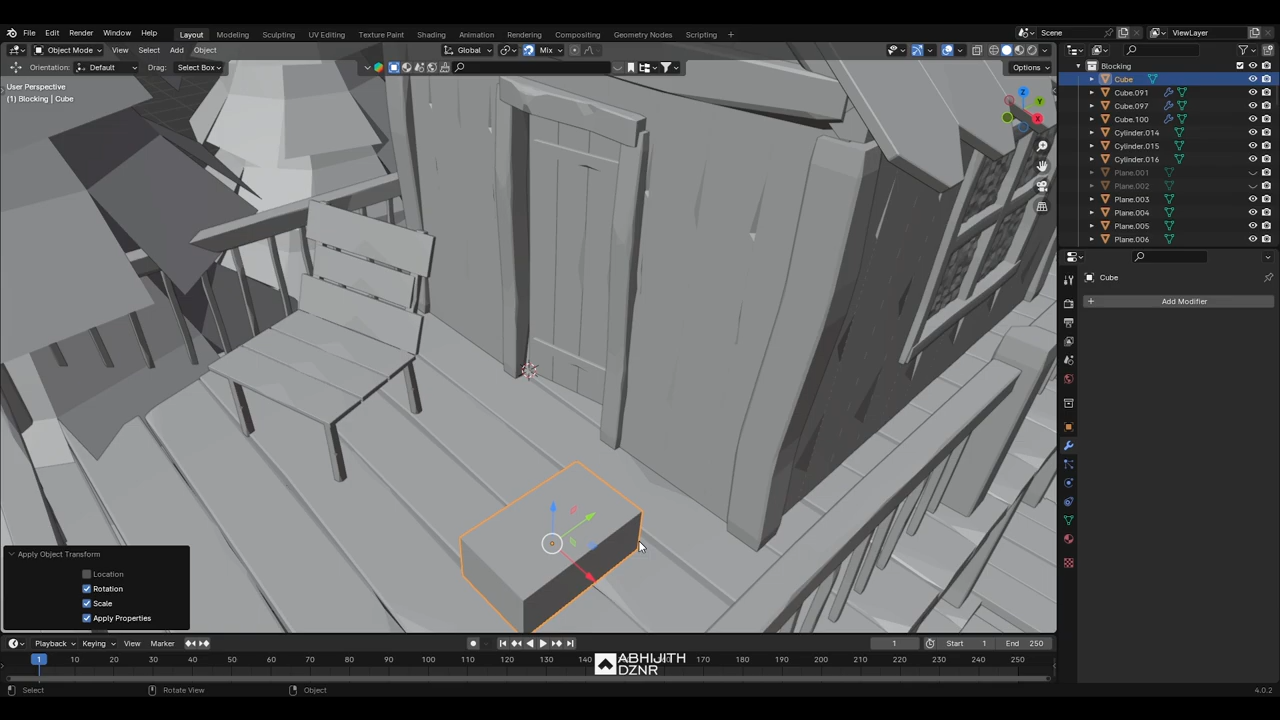 File Edit Render Window Help
Layout Modeling Sculpting UV Editing Texture Paint Shading Animation Rendering Compositing Geometry Nodes Scripting +
Scene
ViewLayer
Object Mode View Select Add Object
Global
Mix
Orientation: Default Drag: Select Box
Options
User Perspective
(1) Blocking | Cube
Z
Y
X
Blocking
Cube
Cube.091
Cube.097
Cube.100
Cylinder.014
Cylinder.015
Cylinder.016
Plane.001
Plane.002
Plane.003
Plane.004
Plane.005
Plane.006
Cube
+ Add Modifier
Apply Object Transform
Location
Rotation
Scale
Apply Properties
Playback Keying View Marker
1 Start 1 End 250
1 10 20 30 40 50 60 70 80 90 100 110 120 130 140 150 160 170 180 190 200 210 220 230 240 250
ABHIJITH
DZNR
Select Rotate View Object
4.0.2